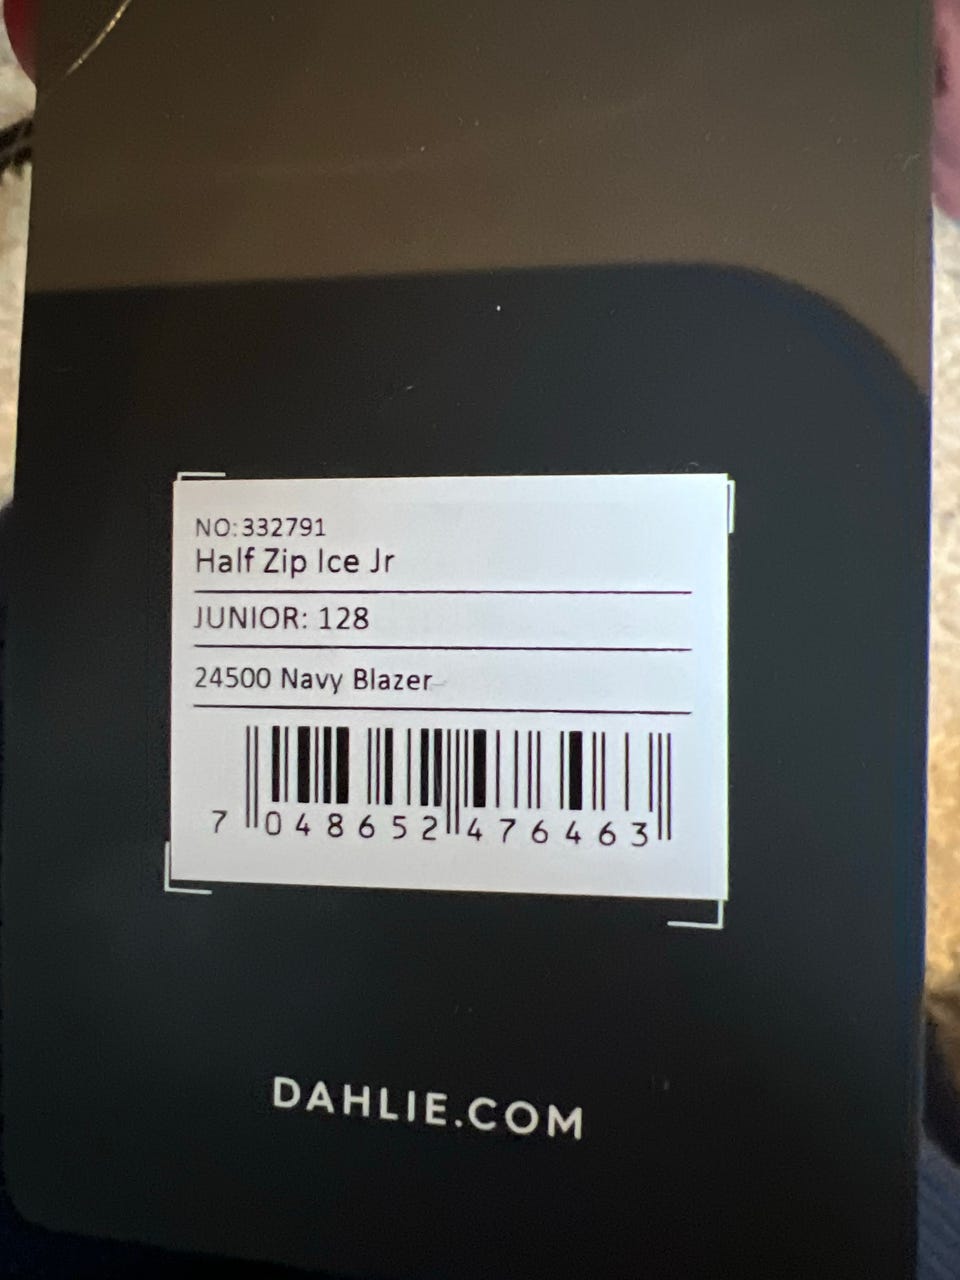 NO:332791
Half Zip Ice Jr
JUNIOR: 128
24500 Navy Blazer
7 048652 476463
DAHLIE.COM